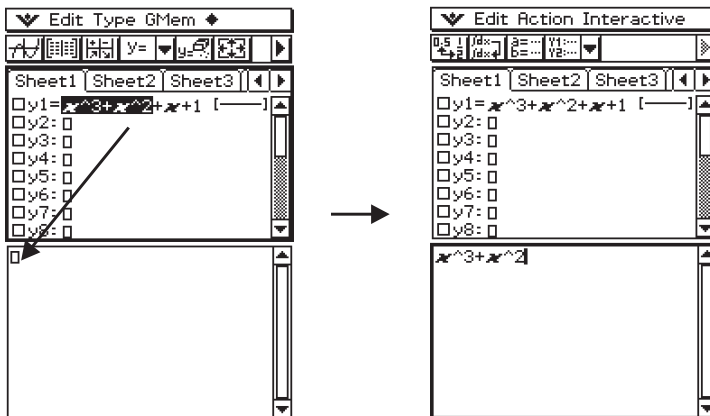 Edit Type GMem
y=
Sheet1 Sheet2 Sheet3
y1=x^3+x^2+x+1 [—]
y2:
y3:
y4:
y5:
y6:
y7:
y8:
Edit Action Interactive
Sheet1 Sheet2 Sheet3
y1=x^3+x^2+x+1 [—]
y2:
y3:
y4:
y5:
y6:
y7:
y8:
x^3+x^2